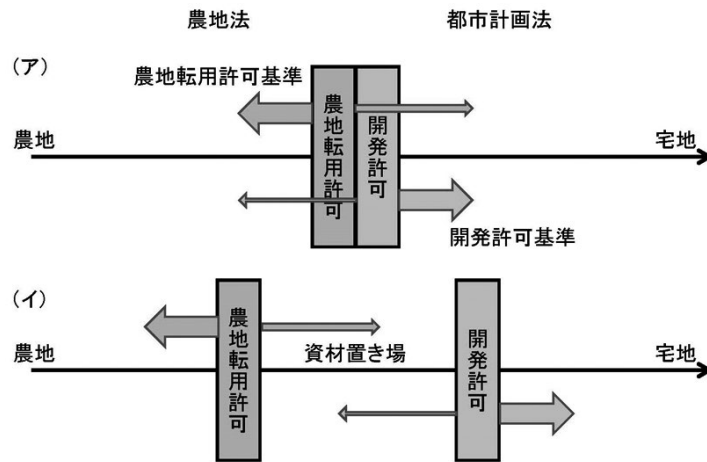 農地法 都市計画法
(ア)
農地転用許可基準
農地転用許可
開発許可
農地 宅地
開発許可基準
(イ)
農地転用許可
開発許可
資材置き場
農地 宅地